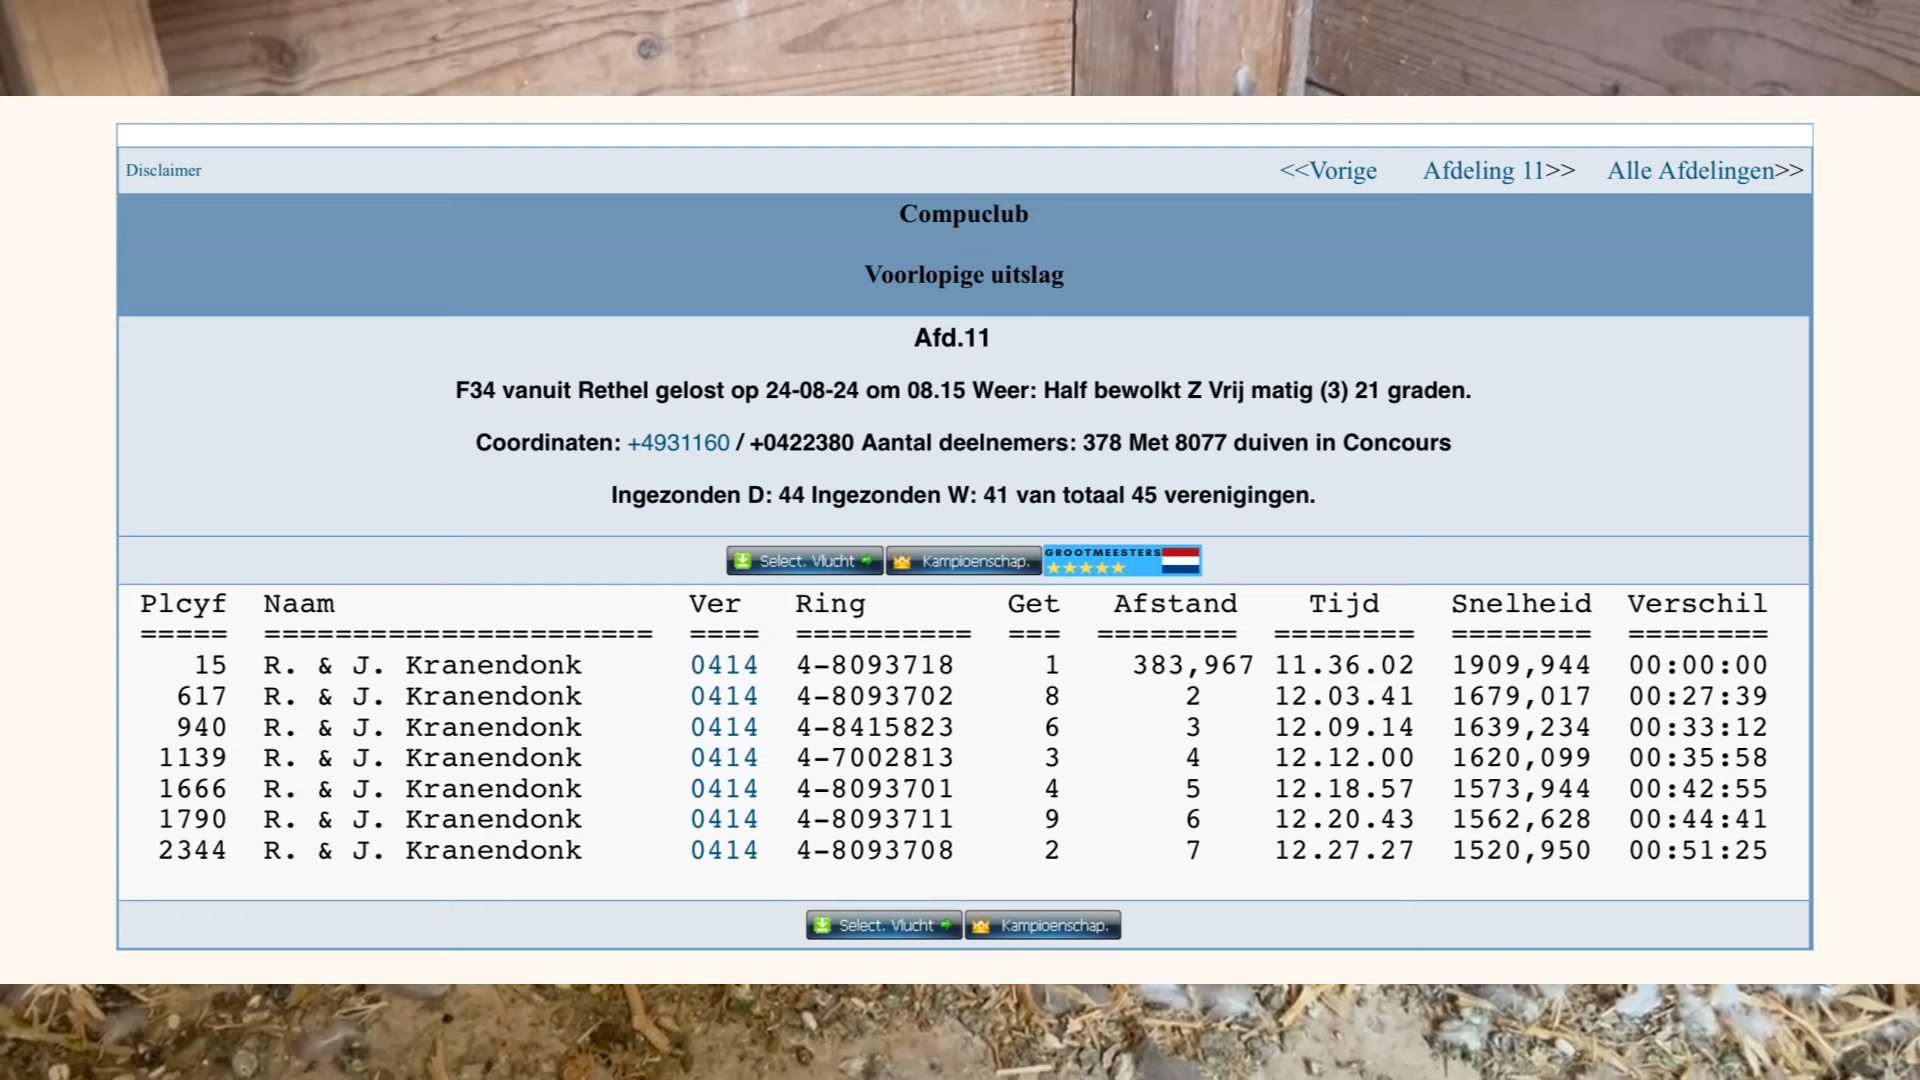 Disclaimer <<Vorige Afdeling 11>> Alle Afdelingen>>
Compuclub
Voorlopige uitslag
Afd.11
F34 vanuit Rethel gelost op 24-08-24 om 08.15 Weer: Half bewolkt Z Vrij matig (3) 21 graden.
Coordinaten: +4931160 / +0422380 Aantal deelnemers: 378 Met 8077 duiven in Concours
Ingezonden D: 44 Ingezonden W: 41 van totaal 45 verenigingen.
Select. Vlucht Kampioenschap. GROOTMEESTERS
Plcyf Naam Ver Ring Get Afstand Tijd Snelheid Verschil
===== ====================== ==== ========== === ======== ======== ======== ========
15 R. & J. Kranendonk 0414 4-8093718 1 383,967 11.36.02 1909,944 00:00:00
617 R. & J. Kranendonk 0414 4-8093702 8 2 12.03.41 1679,017 00:27:39
940 R. & J. Kranendonk 0414 4-8415823 6 3 12.09.14 1639,234 00:33:12
1139 R. & J. Kranendonk 0414 4-7002813 3 4 12.12.00 1620,099 00:35:58
1666 R. & J. Kranendonk 0414 4-8093701 4 5 12.18.57 1573,944 00:42:55
1790 R. & J. Kranendonk 0414 4-8093711 9 6 12.20.43 1562,628 00:44:41
2344 R. & J. Kranendonk 0414 4-8093708 2 7 12.27.27 1520,950 00:51:25
Select. Vlucht Kampioenschap.